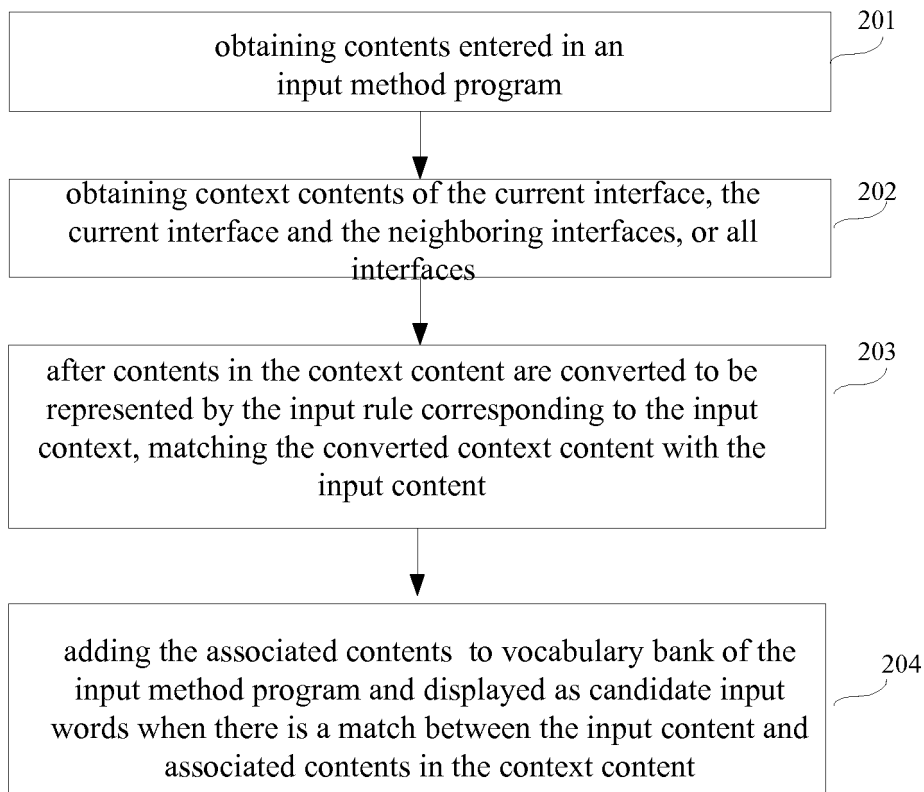 201
obtaining contents entered in an
input method program
202
obtaining context contents of the current interface, the
current interface and the neighboring interfaces, or all
interfaces
203
after contents in the context content are converted to be
represented by the input rule corresponding to the input
context, matching the converted context content with the
input content
204
adding the associated contents to vocabulary bank of the
input method program and displayed as candidate input
words when there is a match between the input content and
associated contents in the context content